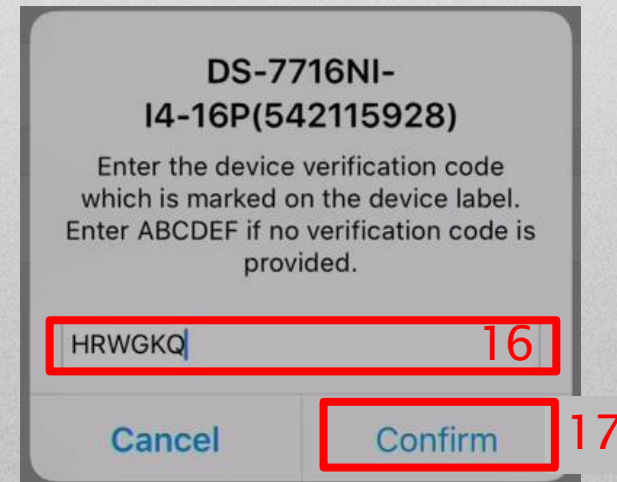 DS-7716NI-
I4-16P(542115928)
Enter the device verification code
which is marked on the device label.
Enter ABCDEF if no verification code is
provided.
HRWGKQ 16
Cancel Confirm 17